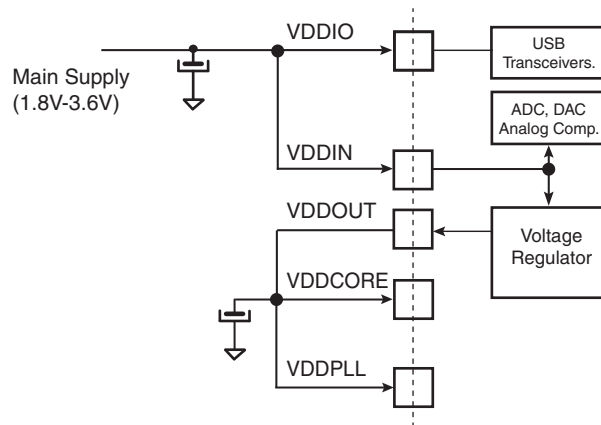 VDDIO
USB
Transceivers.
Main Supply
(1.8V-3.6V)
ADC, DAC
Analog Comp.
VDDIN
VDDOUT
Voltage
Regulator
VDDCORE
VDDPLL